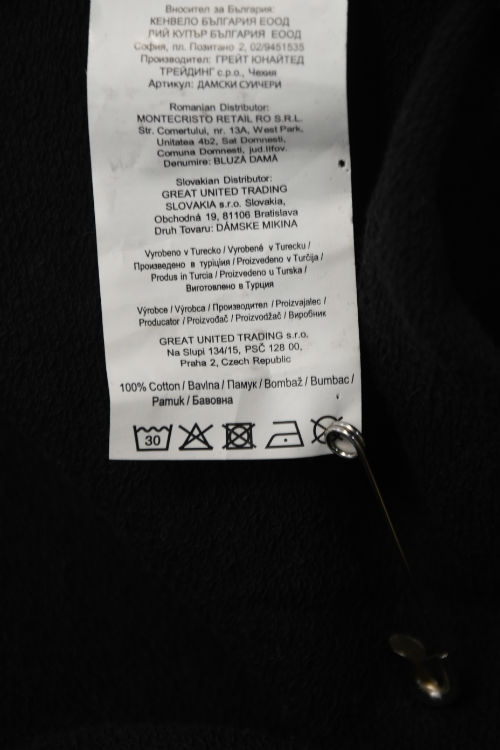 Вносител за България:
КЕНВЕЛО БЪЛГАРИЯ ЕООД
ЛИЙ КУПЪР БЪЛГАРИЯ ЕООД
София, пл. Позитано 2, 02/9451535
Производител: ГРЕЙТ ЮНАЙТЕД
ТРЕЙДИНГ с.р.о., Чехия
Артикул: ДАМСКИ СУИЧЕРИ
Romanian Distributor:
MONTECRISTO RETAIL RO S.R.L.
Str. Comertului, nr. 13A, West Park,
Unitatea 4b2, Sat Domnesti,
Comuna Domnesti, jud.Ilfov.
Denumire: BLUZĂ DAMA
Slovakian Distributor:
GREAT UNITED TRADING
SLOVAKIA s.r.o. Slovakia,
Obchodná 19, 81106 Bratislava
Druh Tovaru: DÁMSKE MIKINA
Vyrobeno v Turecko / Vyrobené v Turecku /
Произведено в турција / Proizvedeno v Turčija /
Produs in Turcia / Proizvedeno u Turska /
Виготовлено в Турция
Výrobce / Výrobca / Производител / Proizvajalec /
Producator / Proizvođač / Proizvodžač / Виробник
GREAT UNITED TRADING s.r.o.
Na Slupi 134/15, PSČ 128 00,
Praha 2, Czech Republic
100% Cotton / Bavlna / Памук / Bombaž / Bumbac /
Pamuk / Бавовна
30